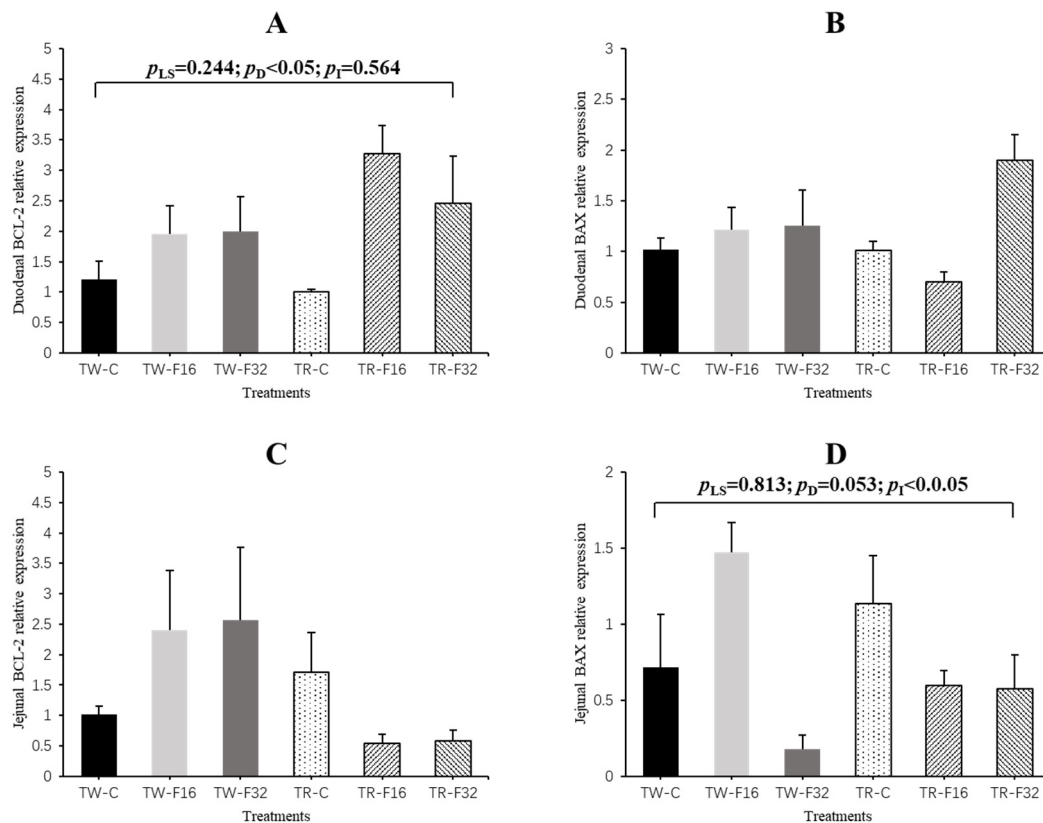 A
Duodenal BCL-2 relative expression
5
4.5
4
3.5
3
2.5
2
1.5
1
0.5
0
pLS=0.244; pD<0.05; pI=0.564
TW-C TW-F16 TW-F32 TR-C TR-F16 TR-F32
Treatments
B
Duodenal BAX relative expression
3
2.5
2
1.5
1
0.5
0
TW-C TW-F16 TW-F32 TR-C TR-F16 TR-F32
Treatments
C
Jejunal BCL-2 relative expression
5
4.5
4
3.5
3
2.5
2
1.5
1
0.5
0
TW-C TW-F16 TW-F32 TR-C TR-F16 TR-F32
Treatments
D
Jejunal BAX relative expression
2
1.5
1
0.5
0
pLS=0.813; pD=0.053; pI<0.0.05
TW-C TW-F16 TW-F32 TR-C TR-F16 TR-F32
Treatments